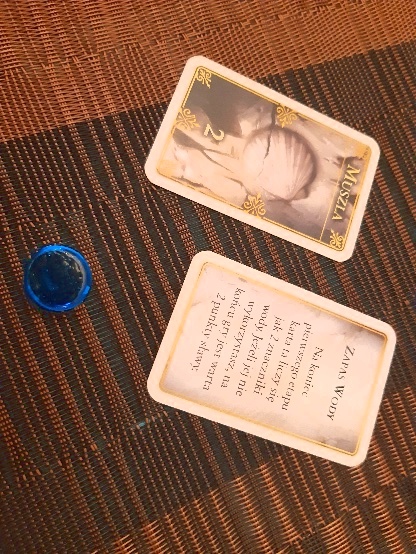 MUSZLA
2
ZAPAS WODY
Na koniec
pierwszego etapu
karta ta liczy się
jak 2 znaczniki
wody. Jeżeli jej nie
wykorzystasz, na
końcu gry jest warta
2 punkty sławy.